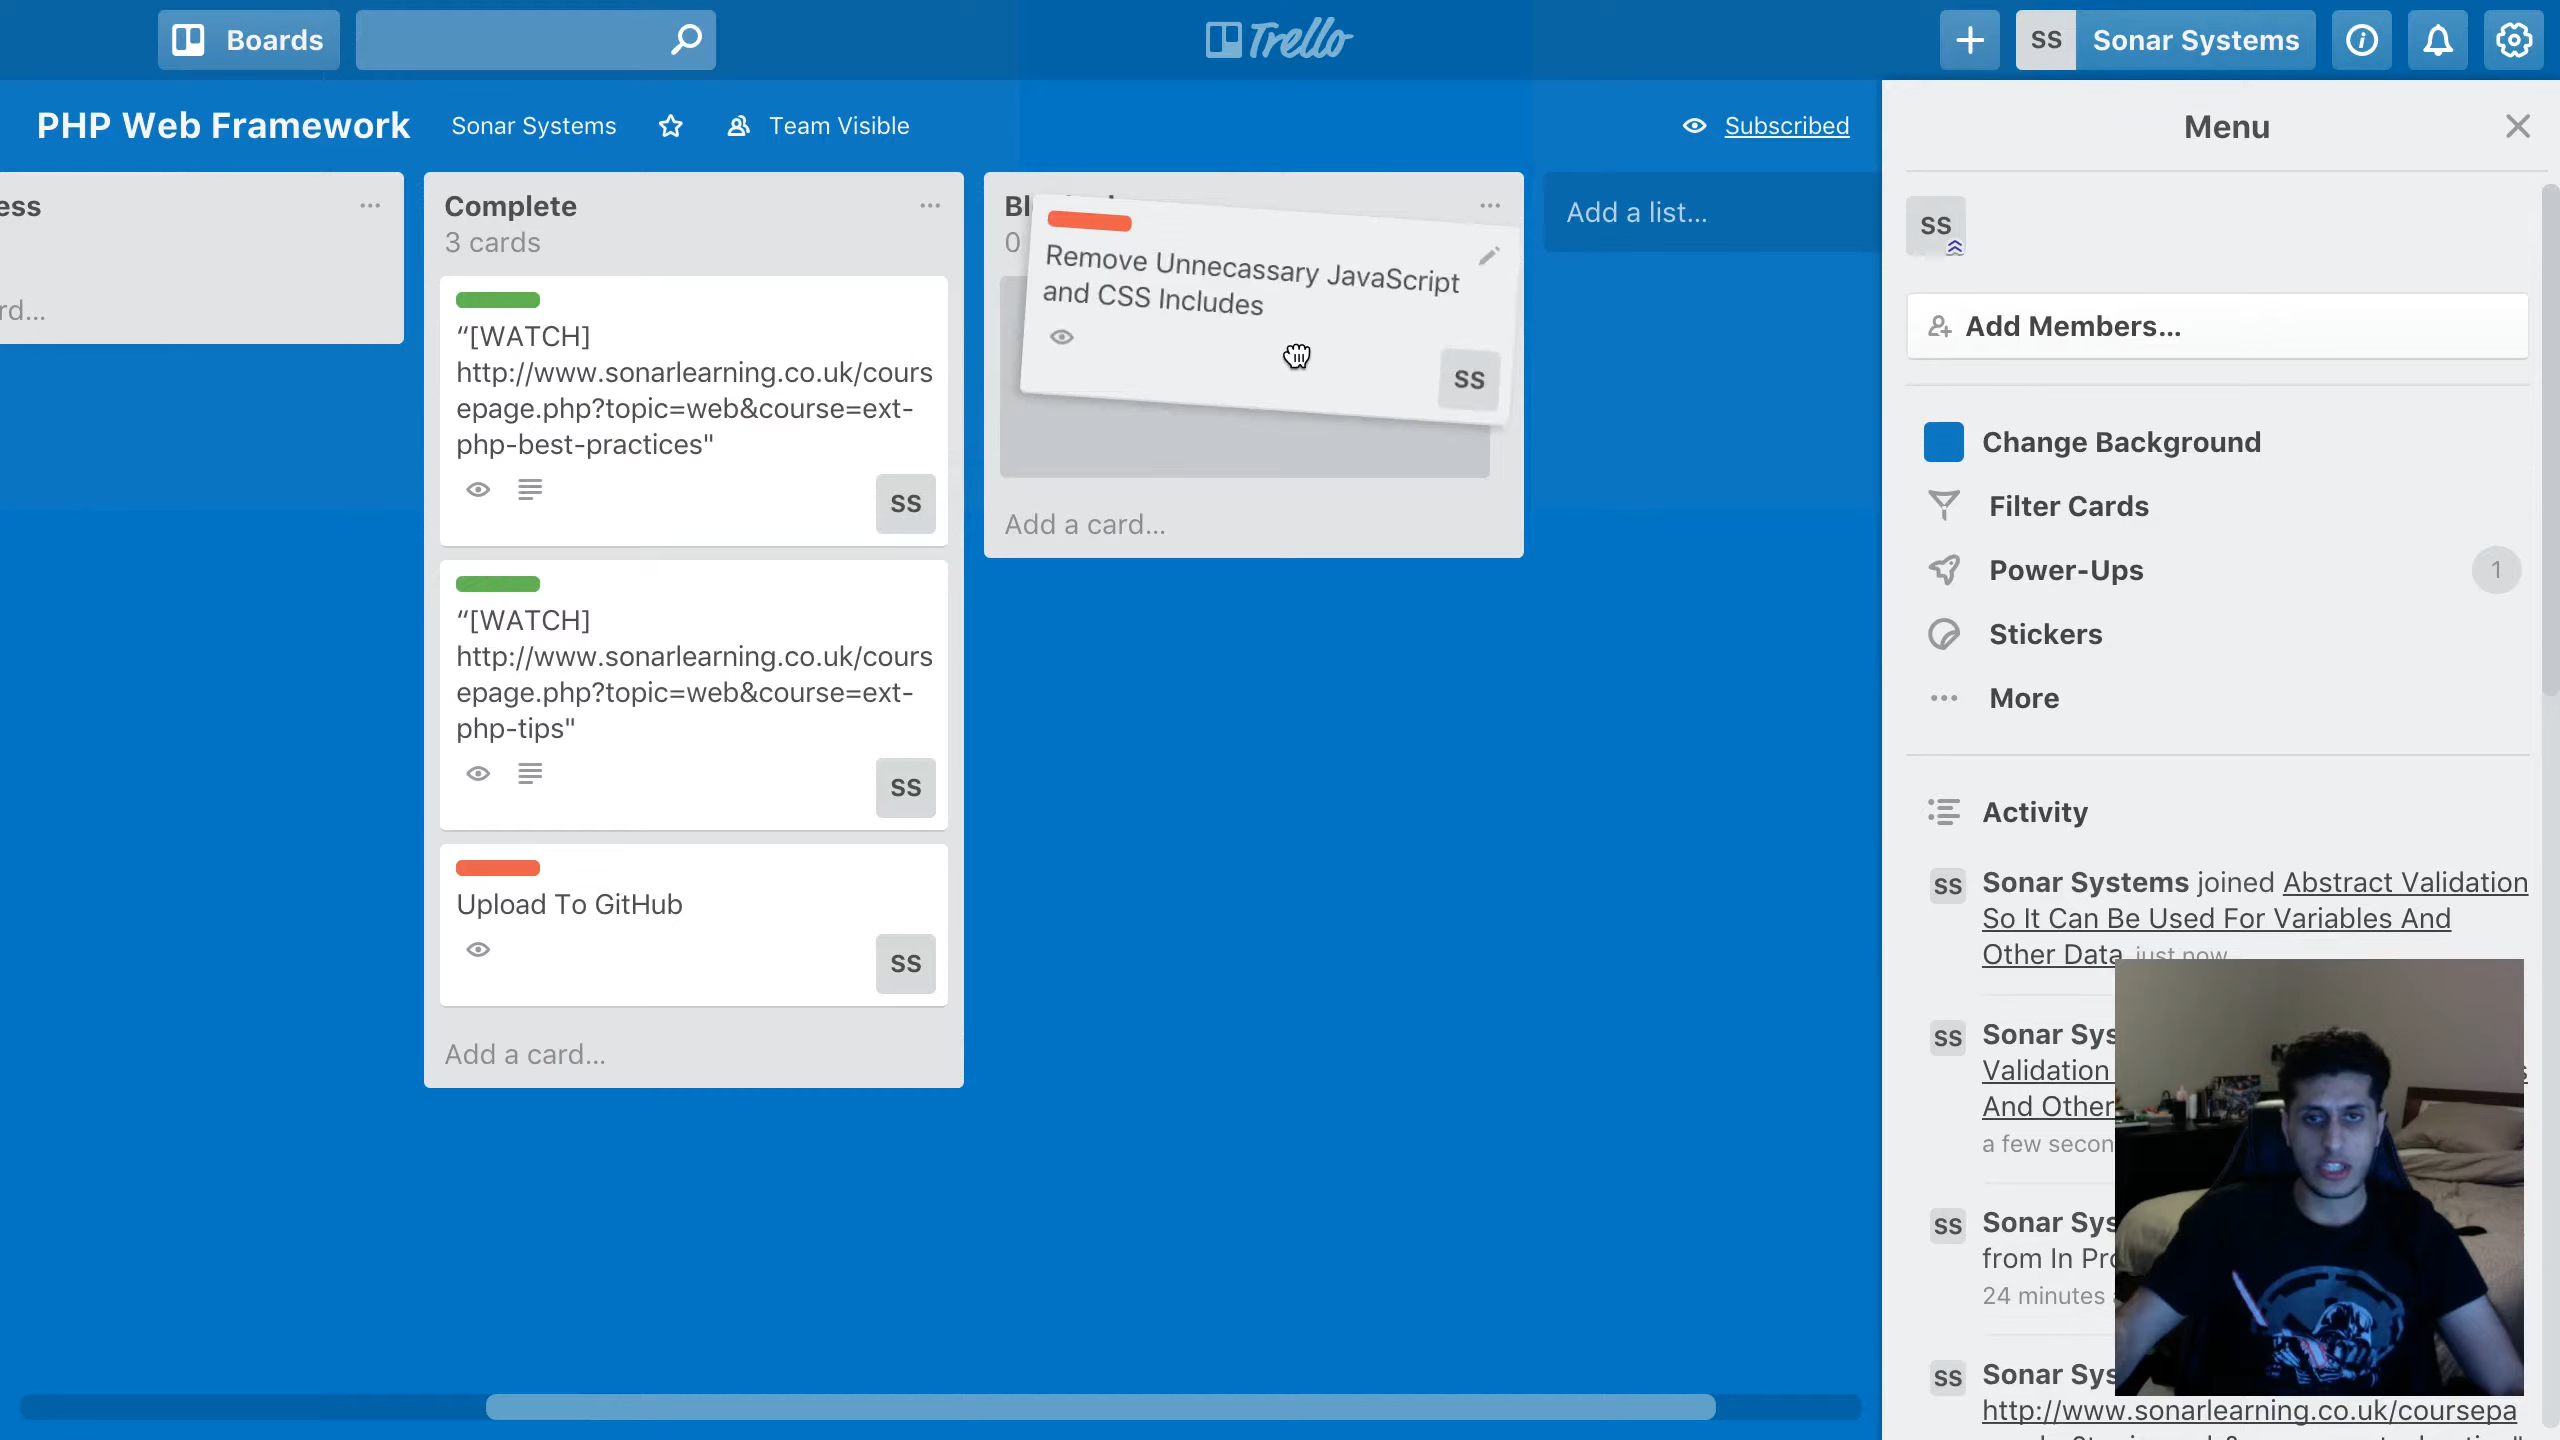 Boards
Trello
SS
Sonar Systems
PHP Web Framework
Sonar Systems
Team Visible
Subscribed
ess
rd...
Complete
3 cards
“[WATCH]
http://www.sonarlearning.co.uk/cours
epage.php?topic=web&course=ext-
php-best-practices"
SS
“[WATCH]
http://www.sonarlearning.co.uk/cours
epage.php?topic=web&course=ext-
php-tips"
SS
Upload To GitHub
SS
Add a card...
Bl
0
Remove Unnecassary JavaScript
and CSS Includes
SS
Add a card...
Add a list...
Menu
SS
Add Members...
Change Background
Filter Cards
Power-Ups
1
Stickers
More
Activity
SS
Sonar Systems joined Abstract Validation
So It Can Be Used For Variables And
Other Data just now
SS
Sonar Sys
Validation
And Other
a few secon
SS
Sonar Sys
from In Pro
24 minutes
SS
Sonar Sys
http://www.sonarlearning.co.uk/coursepa